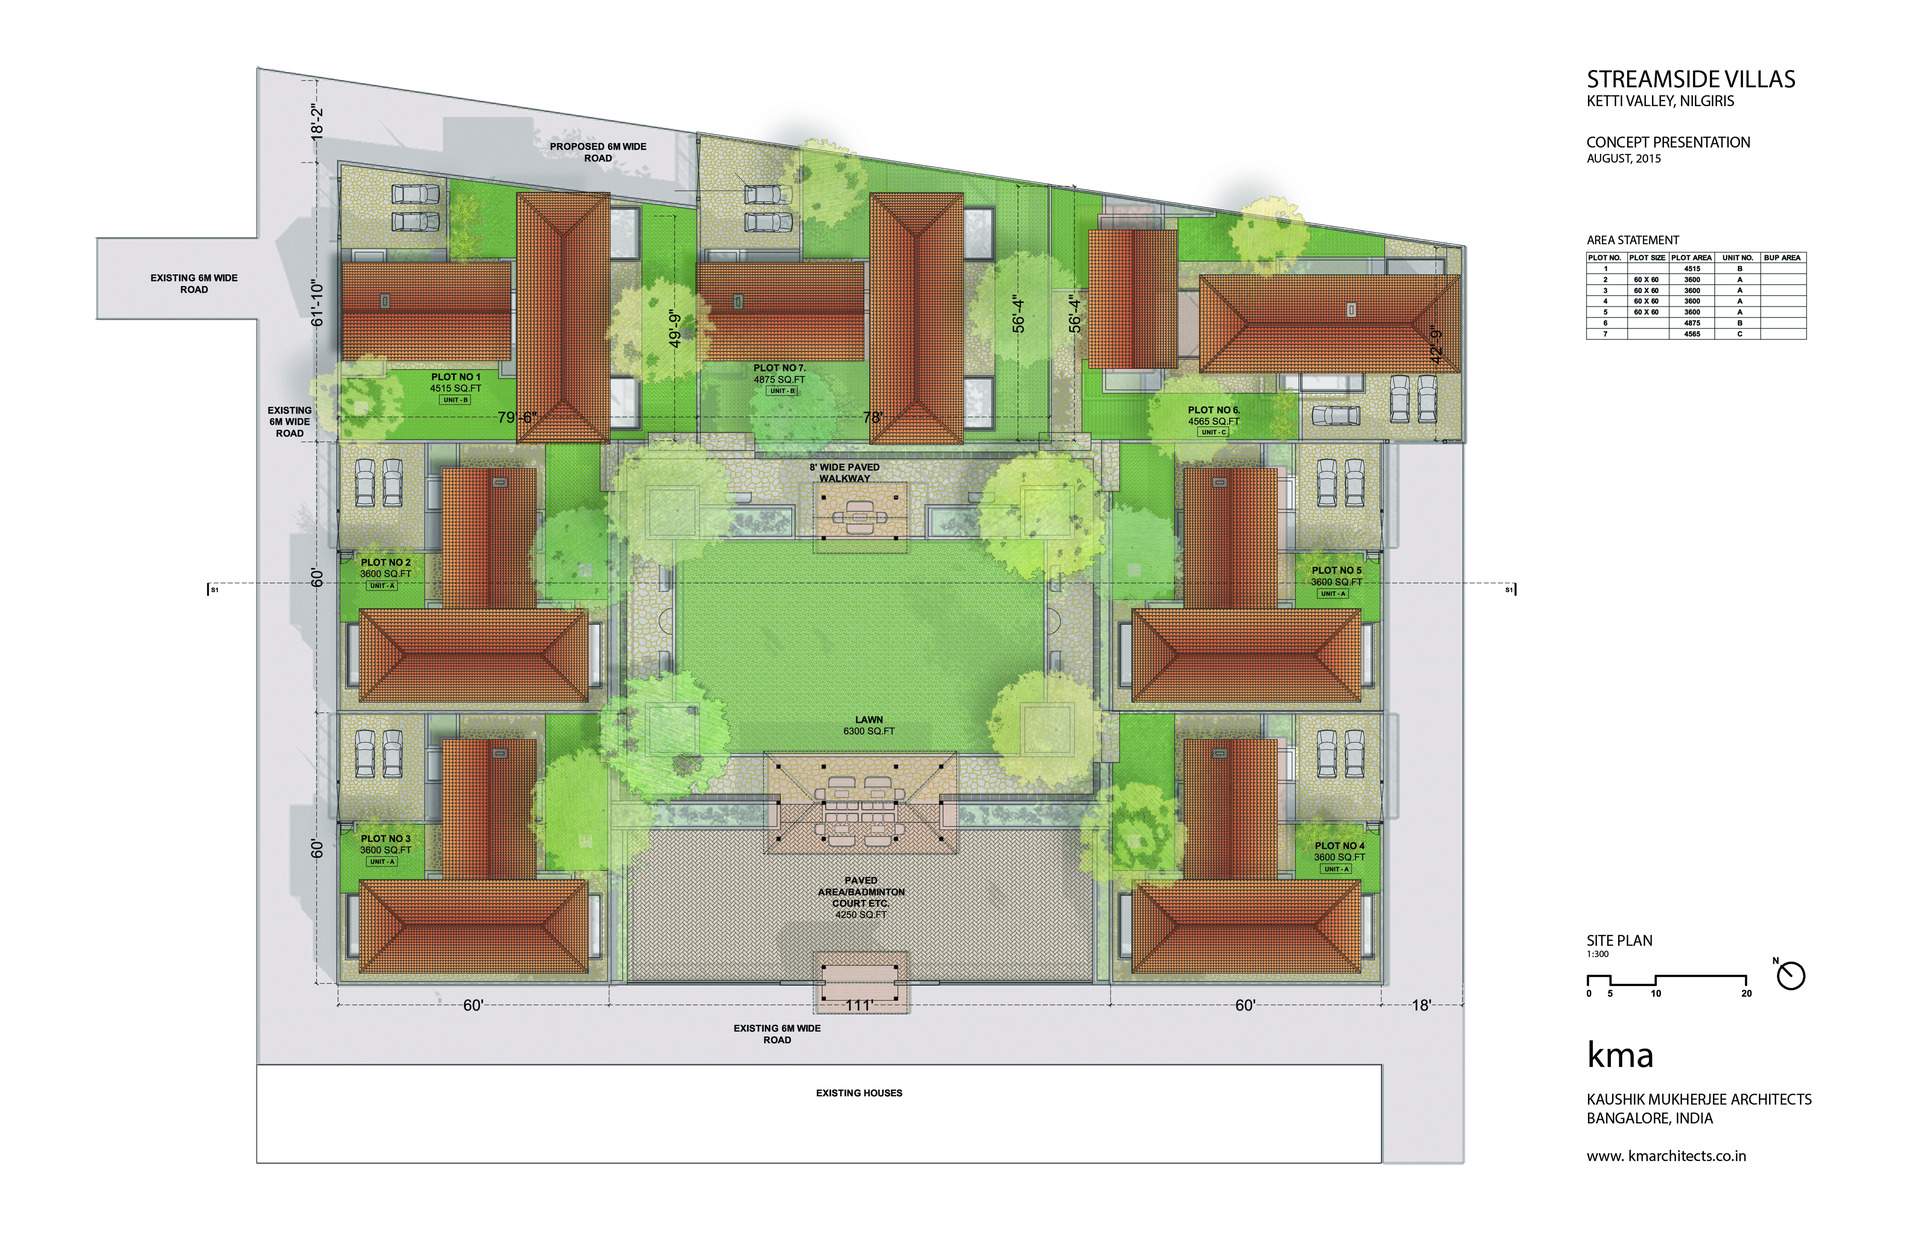 STREAMSIDE VILLAS
KETTI VALLEY, NILGIRIS
CONCEPT PRESENTATION
AUGUST, 2015
AREA STATEMENT
PLOT NO. PLOT SIZE PLOT AREA UNIT NO. BUP AREA
1 4515 B
2 60 X 60 3600 A
3 60 X 60 3600 A
4 60 X 60 3600 A
5 60 X 60 3600 A
6 4875 B
7 4565 C
18'-2"
PROPOSED 6M WIDE
ROAD
EXISTING 6M WIDE
ROAD
61'-10"
49'-9"
56'-4"
56'-4"
42'-9"
PLOT NO 1
4515 SQ.FT
UNIT - B
PLOT NO 7.
4875 SQ.FT
UNIT - B
PLOT NO 6.
4565 SQ.FT
UNIT - C
EXISTING
6M WIDE
ROAD
79'-6"
78'
8' WIDE PAVED
WALKWAY
PLOT NO 2
3600 SQ.FT
UNIT - A
60'
PLOT NO 5
3600 SQ.FT
UNIT - A
S1
S1
LAWN
6300 SQ.FT
PLOT NO 3
3600 SQ.FT
UNIT - A
60'
PLOT NO 4
3600 SQ.FT
UNIT - A
PAVED
AREA/BADMINTON
COURT ETC.
4250 SQ.FT
60'
111'
60'
18'
EXISTING 6M WIDE
ROAD
EXISTING HOUSES
SITE PLAN
1:300
N
0 5 10 20
kma
KAUSHIK MUKHERJEE ARCHITECTS
BANGALORE, INDIA
www. kmarchitects.co.in